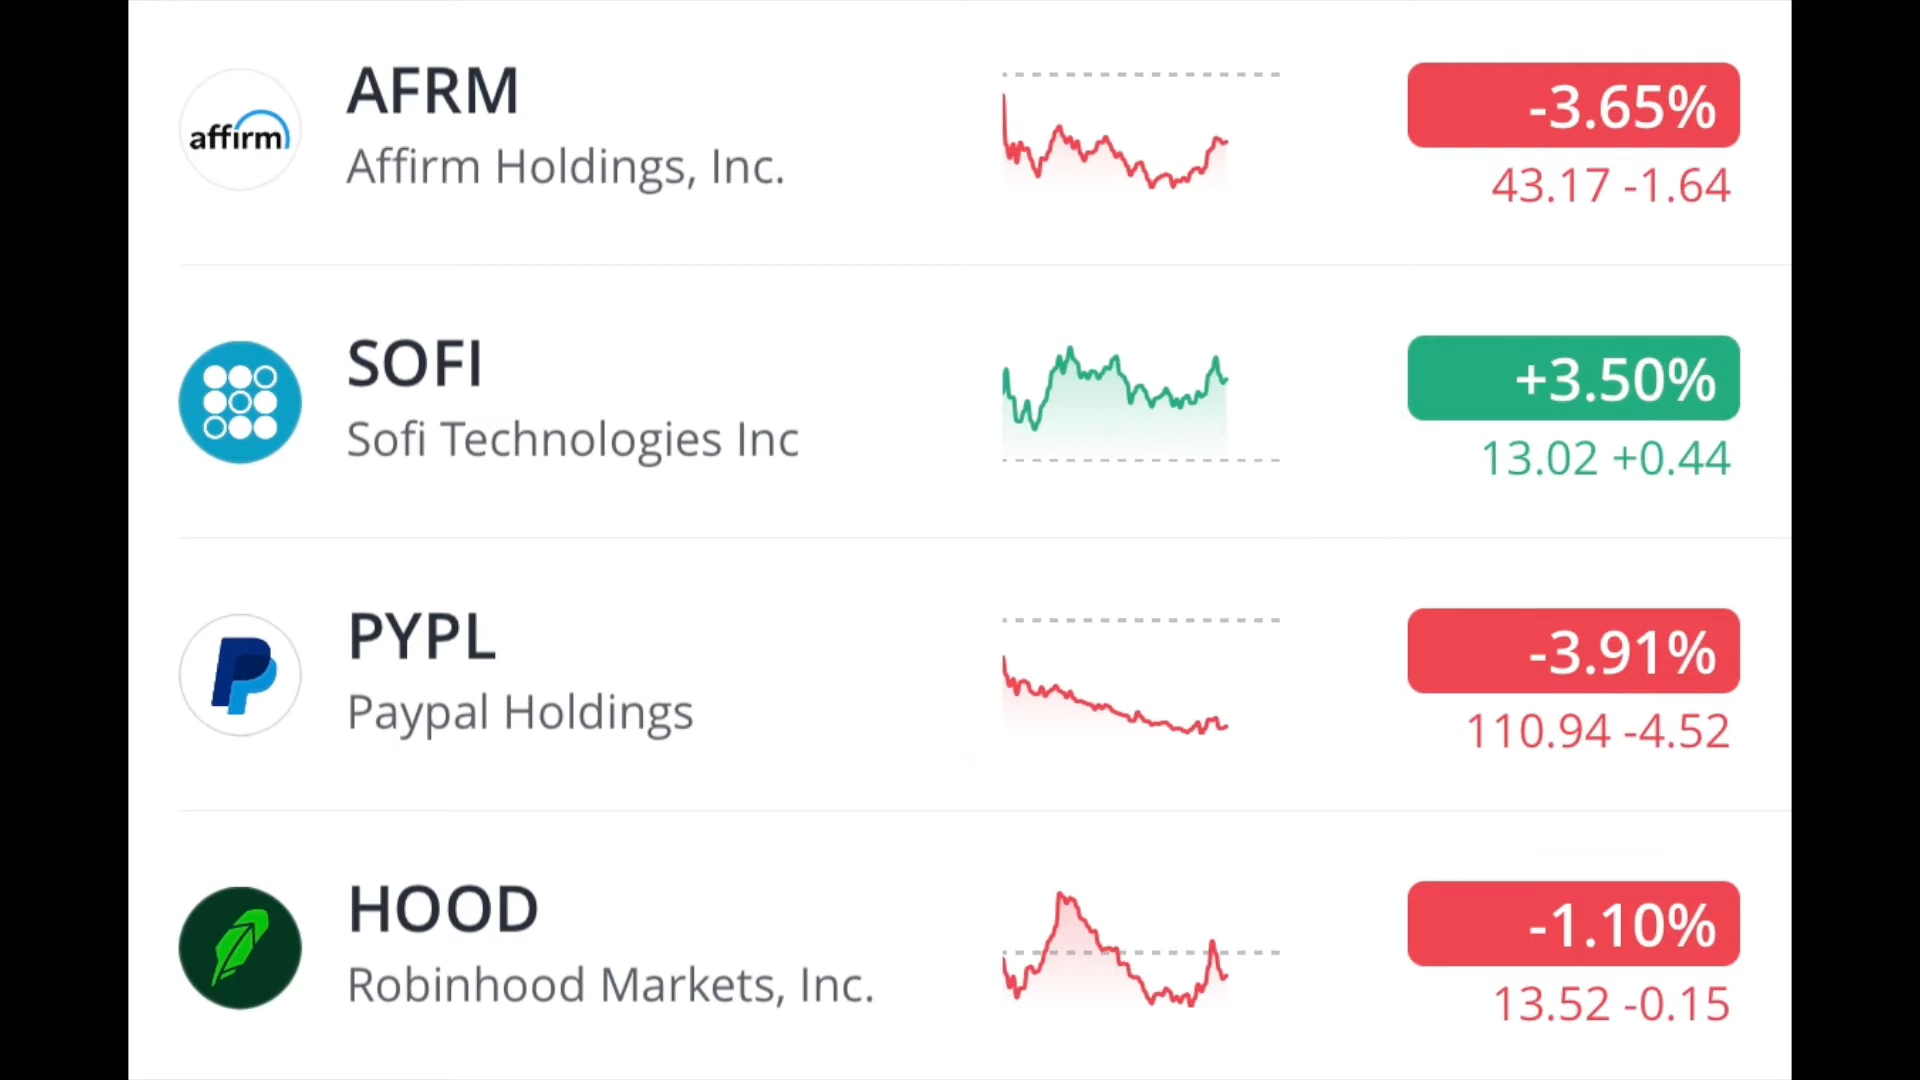 affirm
AFRM
Affirm Holdings, Inc.
-3.65%
43.17 -1.64
SOFI
Sofi Technologies Inc
+3.50%
13.02 +0.44
PYPL
Paypal Holdings
-3.91%
110.94 -4.52
HOOD
Robinhood Markets, Inc.
-1.10%
13.52 -0.15